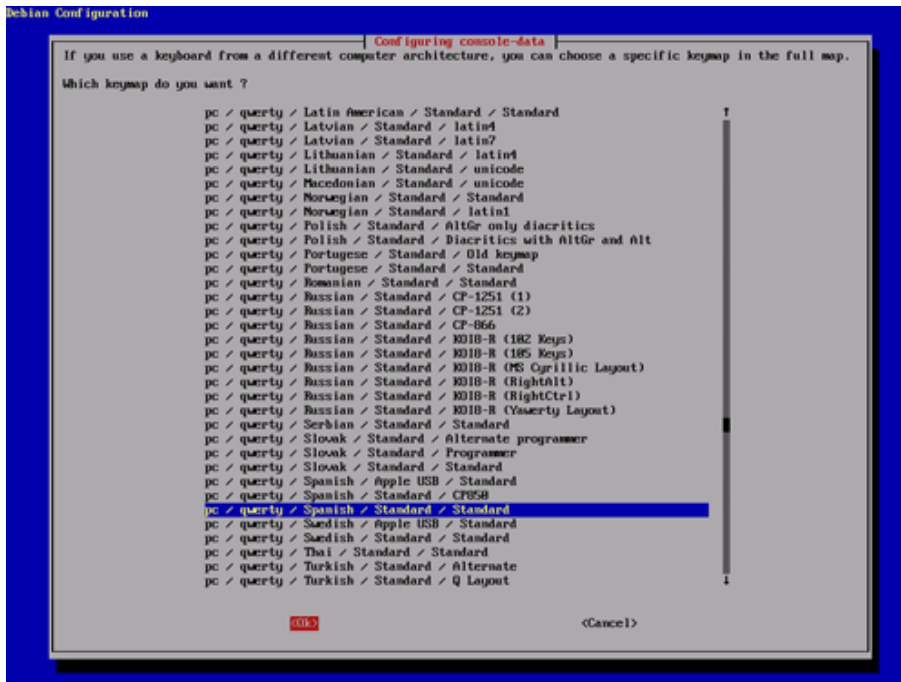 Debian Configuration
Configuring console-data
If you use a keyboard from a different computer architecture, you can choose a specific keymap in the full map.
Which keymap do you want ?
pc / qwerty / Latin American / Standard / Standard
pc / qwerty / Latvian / Standard / latin4
pc / qwerty / Latvian / Standard / latin7
pc / qwerty / Lithuanian / Standard / latin4
pc / qwerty / Lithuanian / Standard / unicode
pc / qwerty / Macedonian / Standard / unicode
pc / qwerty / Norwegian / Standard / Standard
pc / qwerty / Norwegian / Standard / latin1
pc / qwerty / Polish / Standard / AltGr only diacritics
pc / qwerty / Polish / Standard / Diacritics with AltGr and Alt
pc / qwerty / Portugese / Standard / Old keymap
pc / qwerty / Portugese / Standard / Standard
pc / qwerty / Romanian / Standard / Standard
pc / qwerty / Russian / Standard / CP-1251 (1)
pc / qwerty / Russian / Standard / CP-1251 (2)
pc / qwerty / Russian / Standard / CP-866
pc / qwerty / Russian / Standard / KOI8-R (102 Keys)
pc / qwerty / Russian / Standard / KOI8-R (105 Keys)
pc / qwerty / Russian / Standard / KOI8-R (MS Cyrillic Layout)
pc / qwerty / Russian / Standard / KOI8-R (RightAlt)
pc / qwerty / Russian / Standard / KOI8-R (RightCtrl)
pc / qwerty / Russian / Standard / KOI8-R (Yawerty Layout)
pc / qwerty / Serbian / Standard / Standard
pc / qwerty / Slovak / Standard / Alternate programmer
pc / qwerty / Slovak / Standard / Programmer
pc / qwerty / Slovak / Standard / Standard
pc / qwerty / Spanish / Apple USB / Standard
pc / qwerty / Spanish / Standard / CP850
pc / qwerty / Spanish / Standard / Standard
pc / qwerty / Swedish / Apple USB / Standard
pc / qwerty / Swedish / Standard / Standard
pc / qwerty / Thai / Standard / Standard
pc / qwerty / Turkish / Standard / Alternate
pc / qwerty / Turkish / Standard / Q Layout
<Ok> <Cancel>